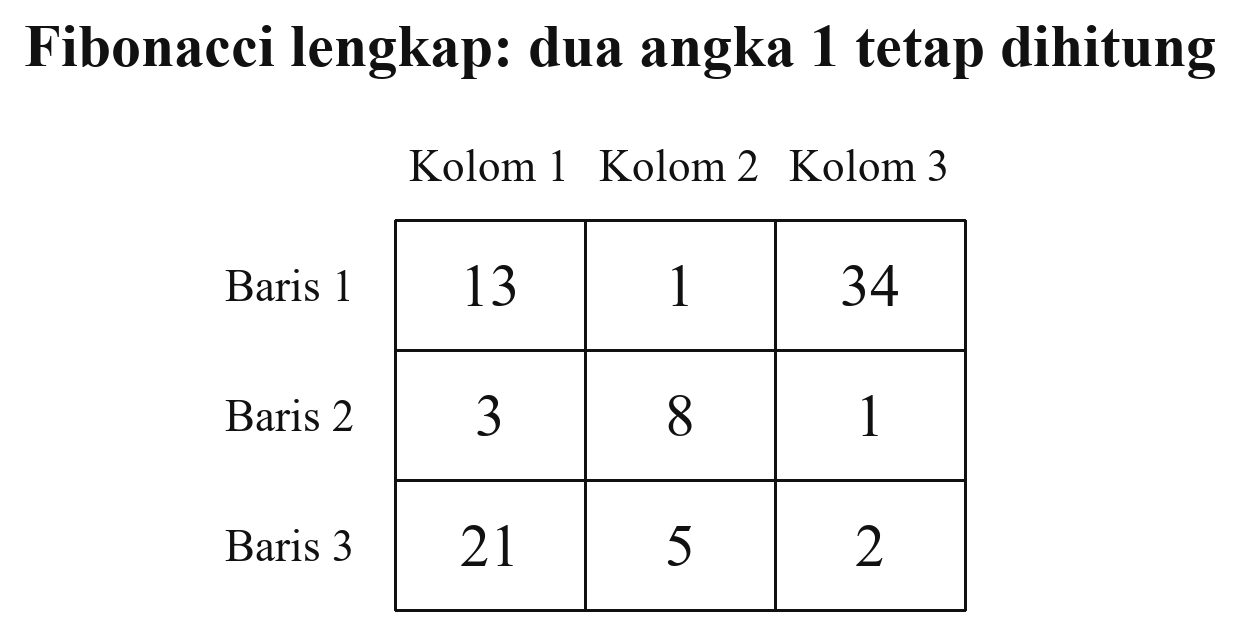 Fibonacci lengkap: dua angka 1 tetap dihitung
Kolom 1 Kolom 2 Kolom 3
Baris 1 13 1 34
Baris 2 3 8 1
Baris 3 21 5 2